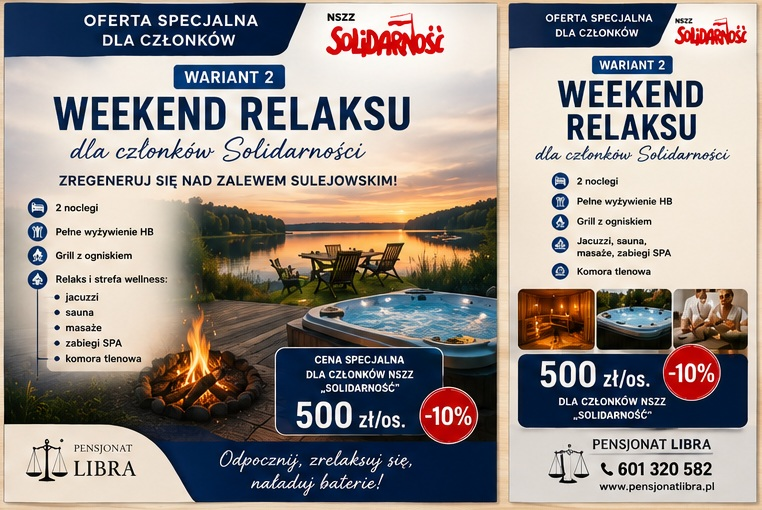 OFERTA SPECJALNA
DLA CZŁONKÓW
NSZZ
SOLIDARNOŚĆ
WARIANT 2
WEEKEND RELAKSU
dla członków Solidarności
ZREGENERUJ SIĘ NAD ZALEWEM SULEJOWSKIM!
2 noclegi
Pełne wyżywienie HB
Grill z ogniskiem
Relaks i strefa wellness:
jacuzzi
sauna
masaże
zabiegi SPA
komora tlenowa
CENA SPECJALNA
DLA CZŁONKÓW NSZZ
„SOLIDARNOŚĆ”
500 zł/os.
-10%
PENSJONAT
LIBRA
Odpocznij, zrelaksuj się,
naładuj baterie!
OFERTA SPECJALNA
DLA CZŁONKÓW
NSZZ
SOLIDARNOŚĆ
WARIANT 2
WEEKEND
RELAKSU
dla członków Solidarności
2 noclegi
Pełne wyżywienie HB
Grill z ogniskiem
Jacuzzi, sauna,
masaże, zabiegi SPA
Komora tlenowa
500 zł/os.
-10%
DLA CZŁONKÓW NSZZ
„SOLIDARNOŚĆ”
PENSJONAT LIBRA
601 320 582
www.pensjonatlibra.pl